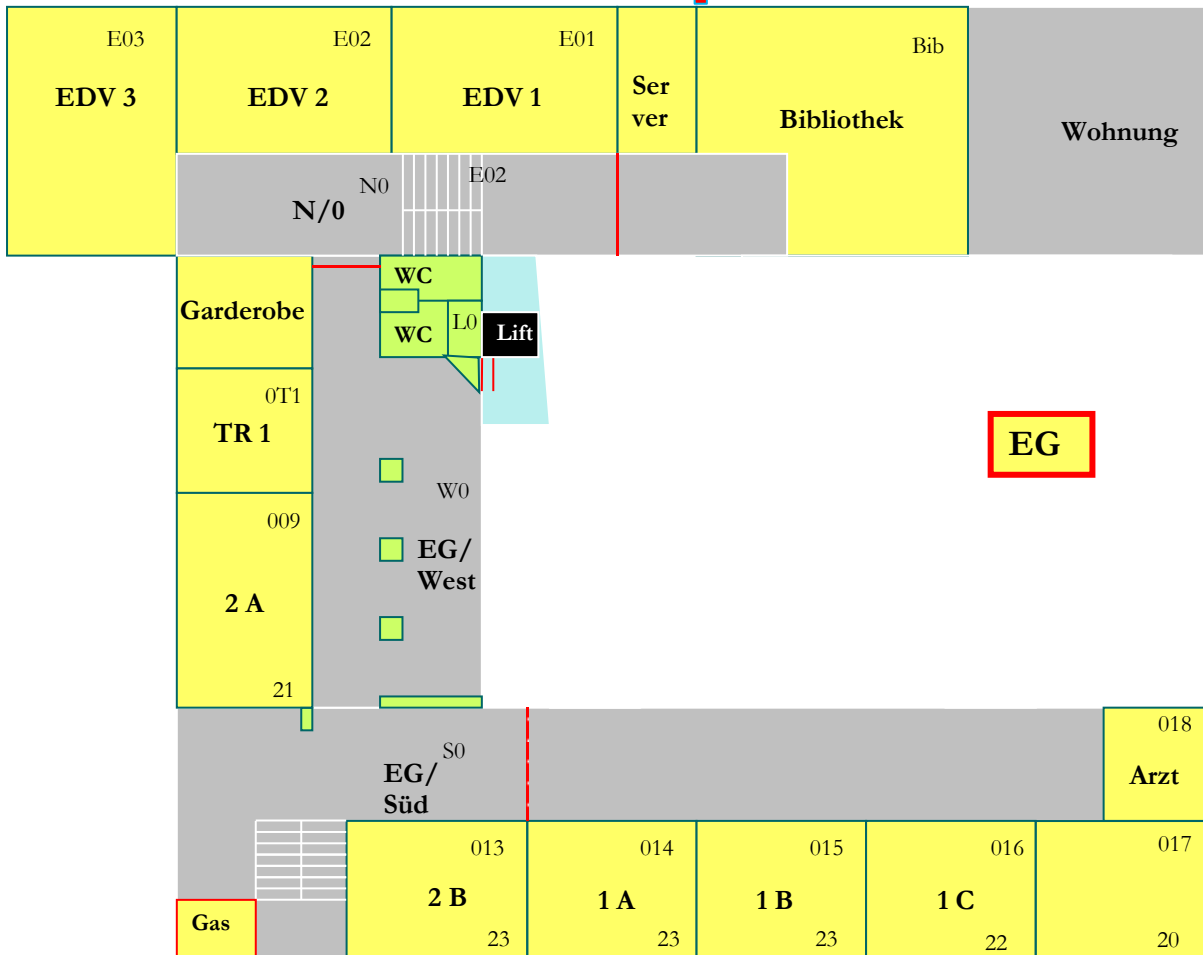 E03
EDV 3
E02
EDV 2
E01
EDV 1
Ser
ver
Bib
Bibliothek
Wohnung
N0
N/0
E02
Garderobe
WC
WC
L0
Lift
0T1
TR 1
009
2 A
21
W0
EG/
West
EG
S0
EG/
Süd
018
Arzt
Gas
013
2 B
23
014
1 A
23
015
1 B
23
016
1 C
22
017
20